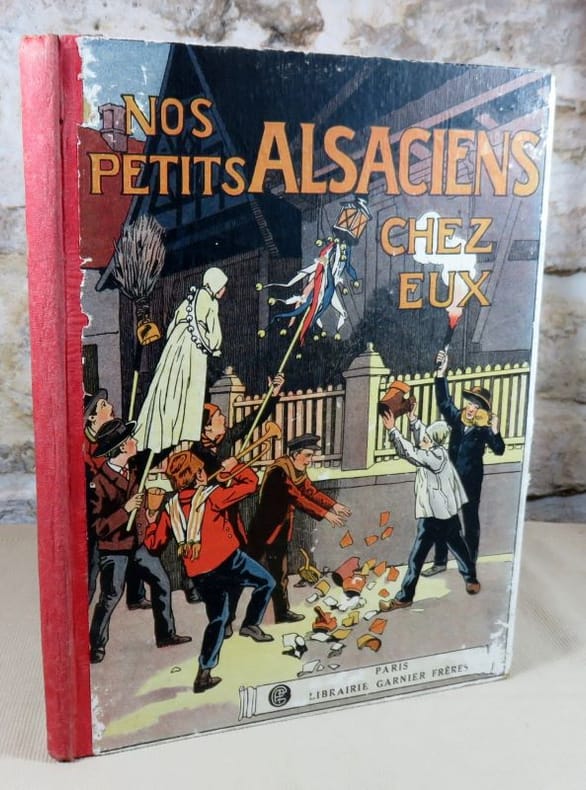 NOS
PETITS ALSACIENS
CHEZ
EUX
PARIS
LIBRAIRIE GARNIER FRÈRES